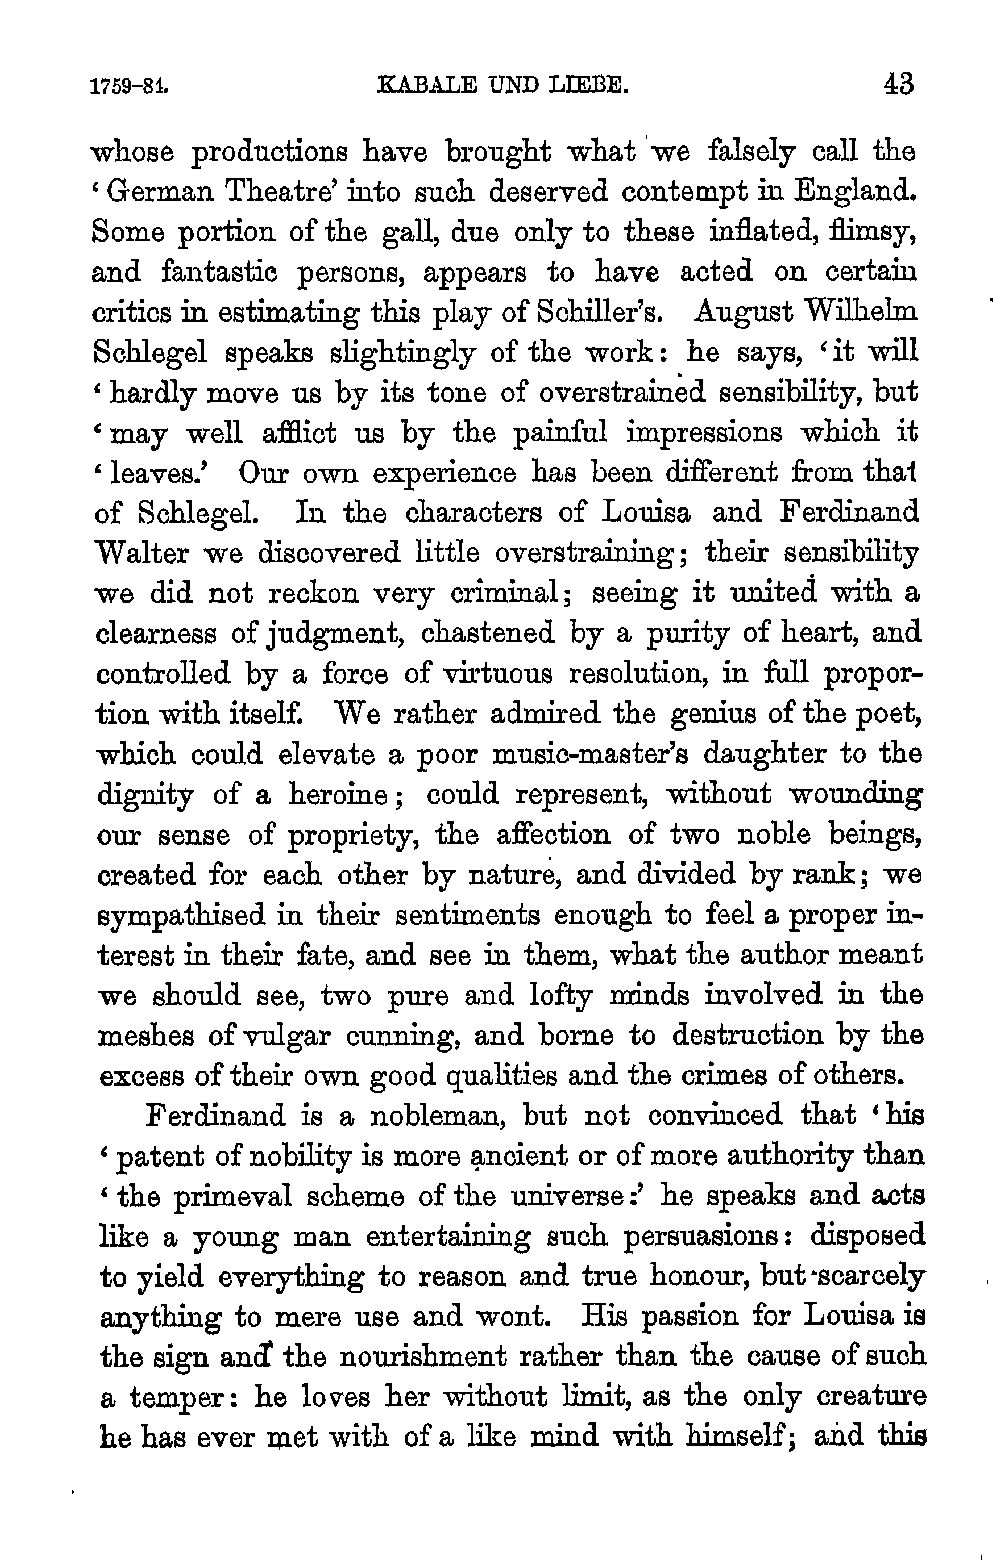 1759–84. KABALE UND LIEBE. 43
whose productions have brought what we falsely call the
‘ German Theatre’ into such deserved contempt in England.
Some portion of the gall, due only to these inflated, flimsy,
and fantastic persons, appears to have acted on certain
critics in estimating this play of Schiller’s. August Wilhelm
Schlegel speaks slightingly of the work: he says, ‘it will
‘ hardly move us by its tone of overstrained sensibility, but
‘ may well afflict us by the painful impressions which it
‘ leaves.’ Our own experience has been different from that
of Schlegel. In the characters of Louisa and Ferdinand
Walter we discovered little overstraining; their sensibility
we did not reckon very criminal; seeing it united with a
clearness of judgment, chastened by a purity of heart, and
controlled by a force of virtuous resolution, in full propor-
tion with itself. We rather admired the genius of the poet,
which could elevate a poor music-master’s daughter to the
dignity of a heroine; could represent, without wounding
our sense of propriety, the affection of two noble beings,
created for each other by nature, and divided by rank; we
sympathised in their sentiments enough to feel a proper in-
terest in their fate, and see in them, what the author meant
we should see, two pure and lofty minds involved in the
meshes of vulgar cunning, and borne to destruction by the
excess of their own good qualities and the crimes of others.
Ferdinand is a nobleman, but not convinced that ‘his
‘ patent of nobility is more ancient or of more authority than
‘ the primeval scheme of the universe:’ he speaks and acts
like a young man entertaining such persuasions: disposed
to yield everything to reason and true honour, but scarcely
anything to mere use and wont. His passion for Louisa is
the sign and the nourishment rather than the cause of such
a temper: he loves her without limit, as the only creature
he has ever met with of a like mind with himself; and this